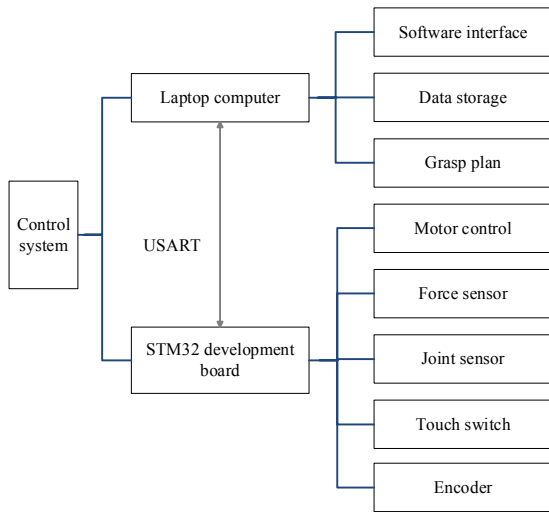 Control
system
Laptop computer
USART
STM32 development
board
Software interface
Data storage
Grasp plan
Motor control
Force sensor
Joint sensor
Touch switch
Encoder